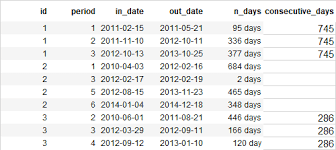 id period in_date out_date n_days consecutive_days
1 1 2011-02-15 2011-05-21 95 days 745
1 2 2011-11-10 2012-10-11 336 days 745
1 3 2012-10-13 2013-10-25 377 days 745
2 1 2010-04-03 2012-02-16 684 days
2 3 2012-02-17 2012-02-19 2 days
2 5 2012-08-15 2013-11-23 465 days
2 6 2014-01-04 2014-12-18 348 days
3 2 2010-06-01 2011-08-21 446 days 286
3 3 2012-03-29 2012-09-11 166 days 286
3 4 2012-09-12 2013-01-10 120 day 286